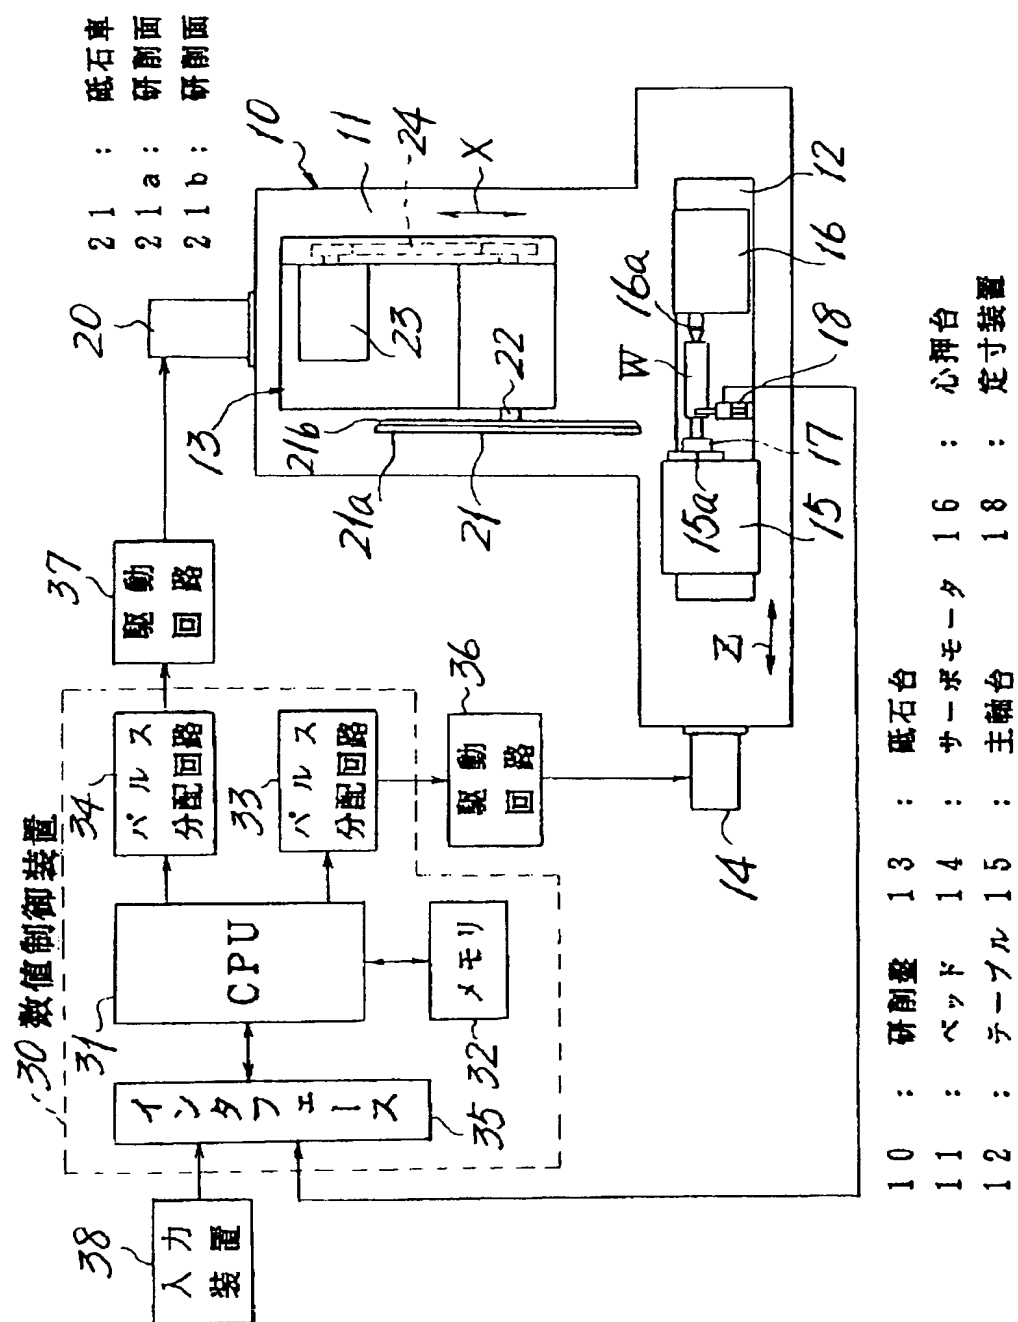 30 数値制御装置
38
入力
装置
31
CPU
34
パルス
分配回路
37
駆動
回路
20
21 : 砥石車
21a : 研削面
21b : 研削面
インタフェース
35
メモリ
32
33
パルス
分配回路
36
駆動
回路
13
10
11
24
X
23
22
21b
21a
21
14
Z
15
15a
17
W
16a
18
16
12
10 : 研削盤
11 : ベッド
12 : テーブル
13 : 砥石台
14 : サーボモータ
15 : 主軸台
16 : 心押台
18 : 定寸装置